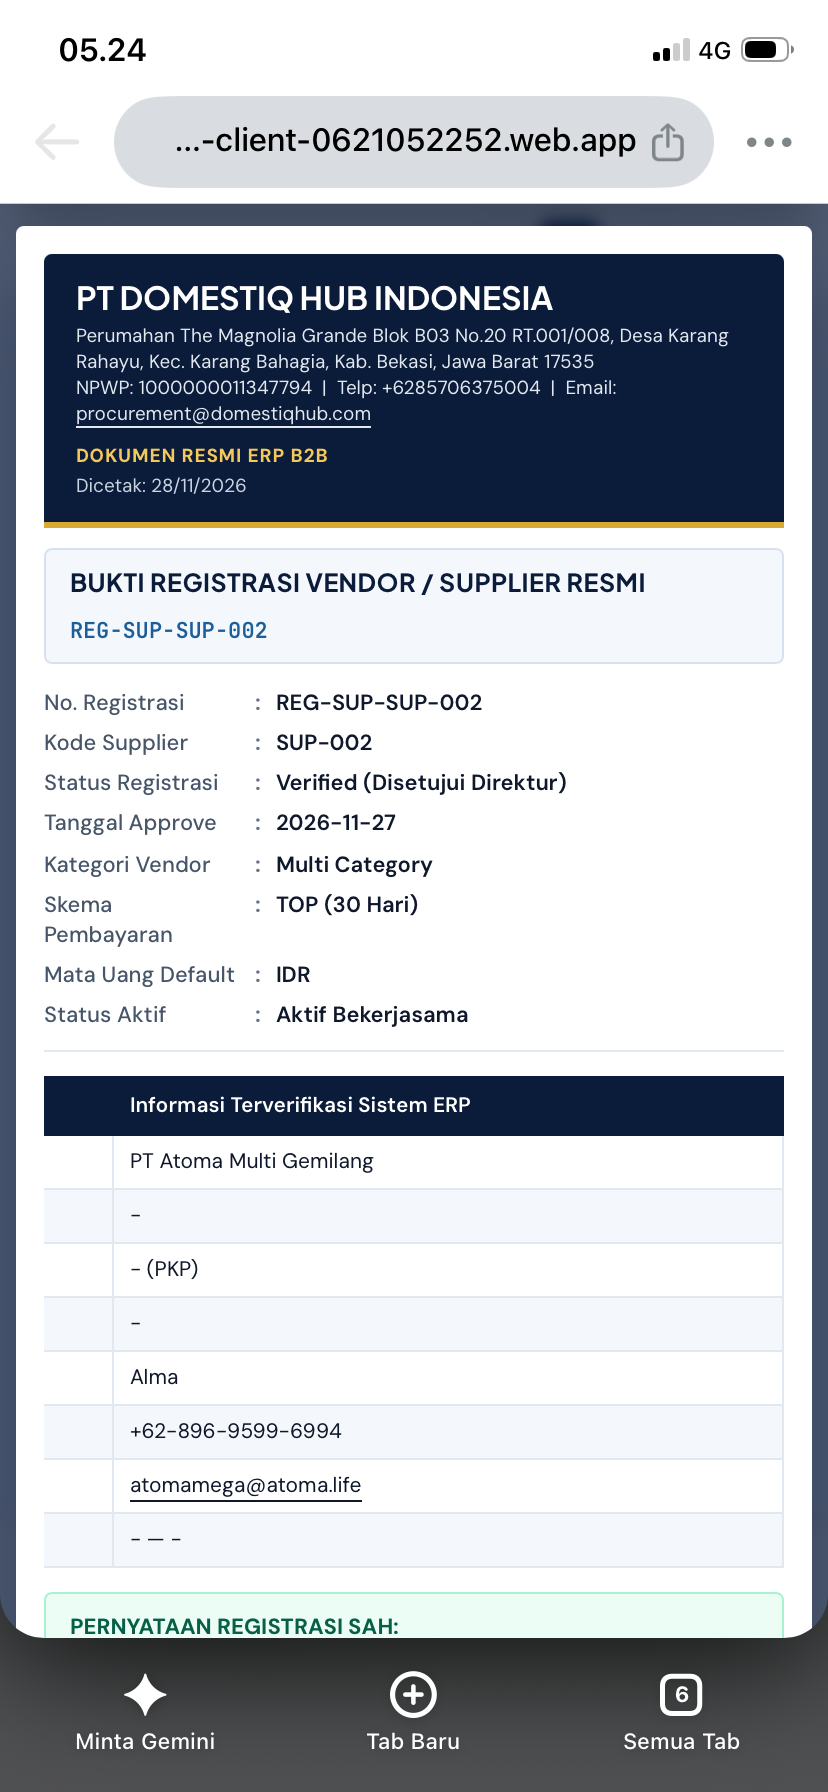 05.24
4G
...-client-0621052252.web.app
PT DOMESTIQ HUB INDONESIA
Perumahan The Magnolia Grande Blok B03 No.20 RT.001/008, Desa Karang
Rahayu, Kec. Karang Bahagia, Kab. Bekasi, Jawa Barat 17535
NPWP: 1000000011347794 | Telp: +6285706375004 | Email:
procurement@domestiqhub.com
DOKUMEN RESMI ERP B2B
Dicetak: 28/11/2026
BUKTI REGISTRASI VENDOR / SUPPLIER RESMI
REG-SUP-SUP-002
No. Registrasi : REG-SUP-SUP-002
Kode Supplier : SUP-002
Status Registrasi : Verified (Disetujui Direktur)
Tanggal Approve : 2026-11-27
Kategori Vendor : Multi Category
Skema : TOP (30 Hari)
Pembayaran
Mata Uang Default : IDR
Status Aktif : Aktif Bekerjasama
Informasi Terverifikasi Sistem ERP
PT Atoma Multi Gemilang
-
- (PKP)
-
Alma
+62-896-9599-6994
atomamega@atoma.life
- — -
PERNYATAAN REGISTRASI SAH:
Minta Gemini
Tab Baru
6
Semua Tab